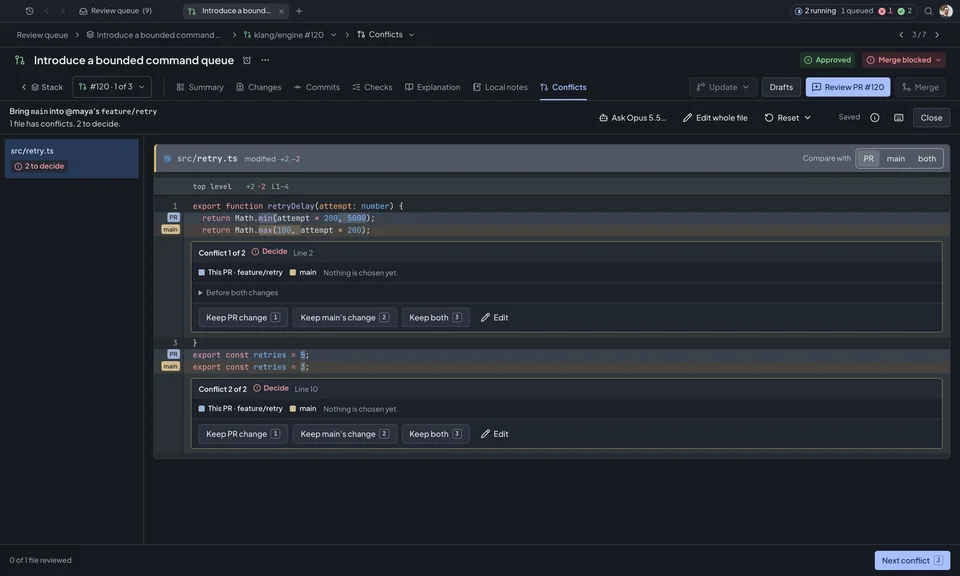 Review queue (9)
Introduce a bound...
2 running 1 queued 1 2
Review queue
Introduce a bounded command ...
klang/engine #120
Conflicts
3/7
Introduce a bounded command queue
Approved
Merge blocked
Stack
#120 · 1 of 3
Summary
Changes
Commits
Checks
Explanation
Local notes
Conflicts
Update
Drafts
Review PR #120
Merge
Bring main into @maya's feature/retry
1 file has conflicts. 2 to decide.
Ask Opus 5.5...
Edit whole file
Reset
Saved
Close
src/retry.ts
2 to decide
TS src/retry.ts modified +2 −2
Compare with PR main both
top level +2 -2 L1-4
1 export function retryDelay(attempt: number) {
PR return Math.min(attempt * 200, 5000);
main return Math.max(100, attempt * 200);
Conflict 1 of 2 Decide Line 2
This PR · feature/retry main Nothing is chosen yet.
Before both changes
Keep PR change 1 Keep main's change 2 Keep both 3 Edit
3 }
PR export const retries = 5;
main export const retries = 3;
Conflict 2 of 2 Decide Line 10
This PR · feature/retry main Nothing is chosen yet.
Keep PR change 1 Keep main's change 2 Keep both 3 Edit
0 of 1 file reviewed
Next conflict J